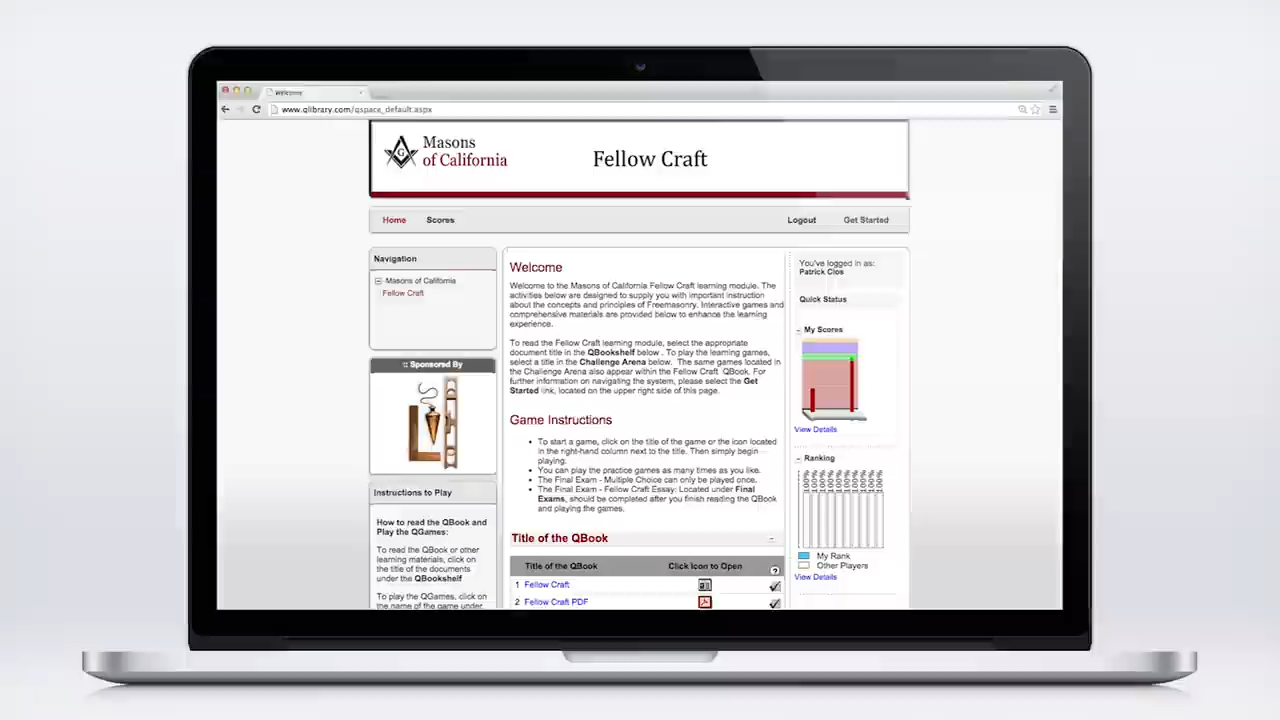 Welcome
www.qlibrary.com/qspace_default.aspx
Masons
of California
Fellow Craft
Home
Scores
Logout
Get Started
Navigation
Masons of California
Fellow Craft
:: Sponsored By
Instructions to Play
How to read the QBook and
Play the QGames:
To read the QBook or other
learning materials, click on
the title of the documents
under the QBookshelf
To play the QGames, click on
the name of the game under
Welcome
Welcome to the Masons of California Fellow Craft learning module. The
activities below are designed to supply you with important instruction
about the concepts and principles of Freemasonry. Interactive games and
comprehensive materials are provided below to enhance the learning
experience.
To read the Fellow Craft learning module, select the appropriate
document title in the QBookshelf below . To play the learning games,
select a title in the Challenge Arena below. The same games located in
the Challenge Arena also appear within the Fellow Craft QBook. For
further information on navigating the system, please select the Get
Started link, located on the upper right side of this page.
Game Instructions
• To start a game, click on the title of the game or the icon located
in the right-hand column next to the title. Then simply begin
playing.
• You can play the practice games as many times as you like.
• The Final Exam - Multiple Choice can only be played once.
• The Final Exam - Fellow Craft Essay: Located under Final
Exams, should be completed after you finish reading the QBook
and playing the games.
Title of the QBook
Title of the QBook Click Icon to Open ?
1 Fellow Craft
2 Fellow Craft PDF
You've logged in as:
Patrick Clos
Quick Status
My Scores
View Details
Ranking
100% 100% 100% 100% 100% 100% 100% 100% 100%
My Rank
Other Players
View Details